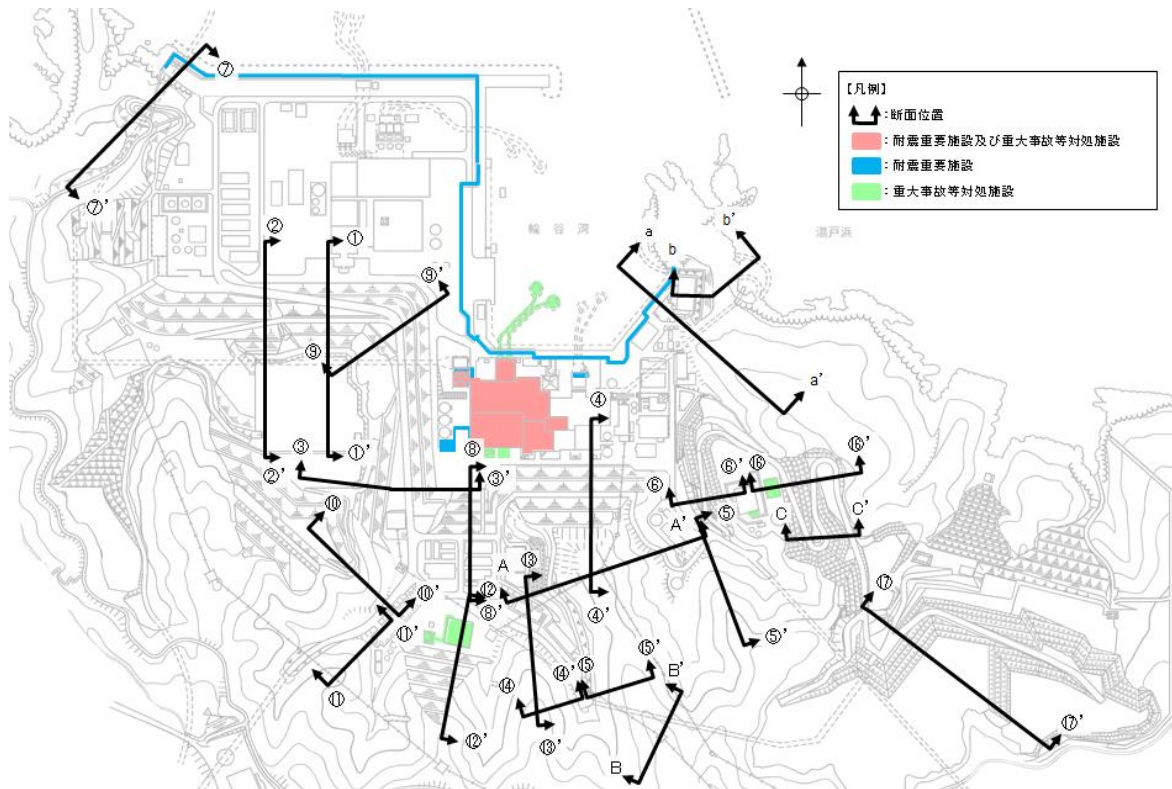 ⑦
⑦'
【凡例】
:断面位置
:耐震重要施設及び重大事故等対処施設
:耐震重要施設
:重大事故等対処施設
②
①
⑨'
輪谷湾
a
b
b'
湯戸浜
⑨
a'
④
②'
③
①'
⑧
③'
⑥
⑥'
⑯
⑯'
⑩
A'
⑤
C
C'
A
⑬
⑫
⑧'
④'
⑩'
⑪'
⑰
⑤'
⑪
⑭
⑭'
⑮
⑮'
B'
⑫'
⑬'
B
⑰'